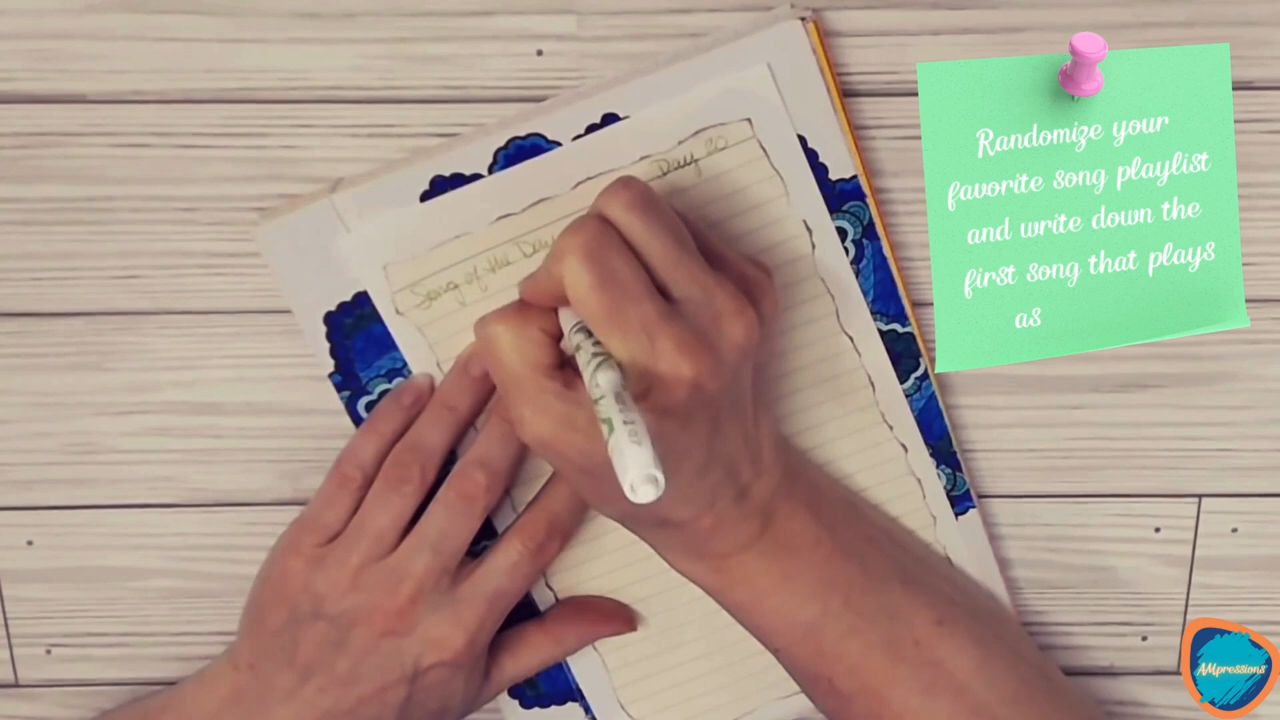 Day 20
Song of the Day
Randomize your
favorite song playlist
and write down the
first song that plays
as
AMpressions